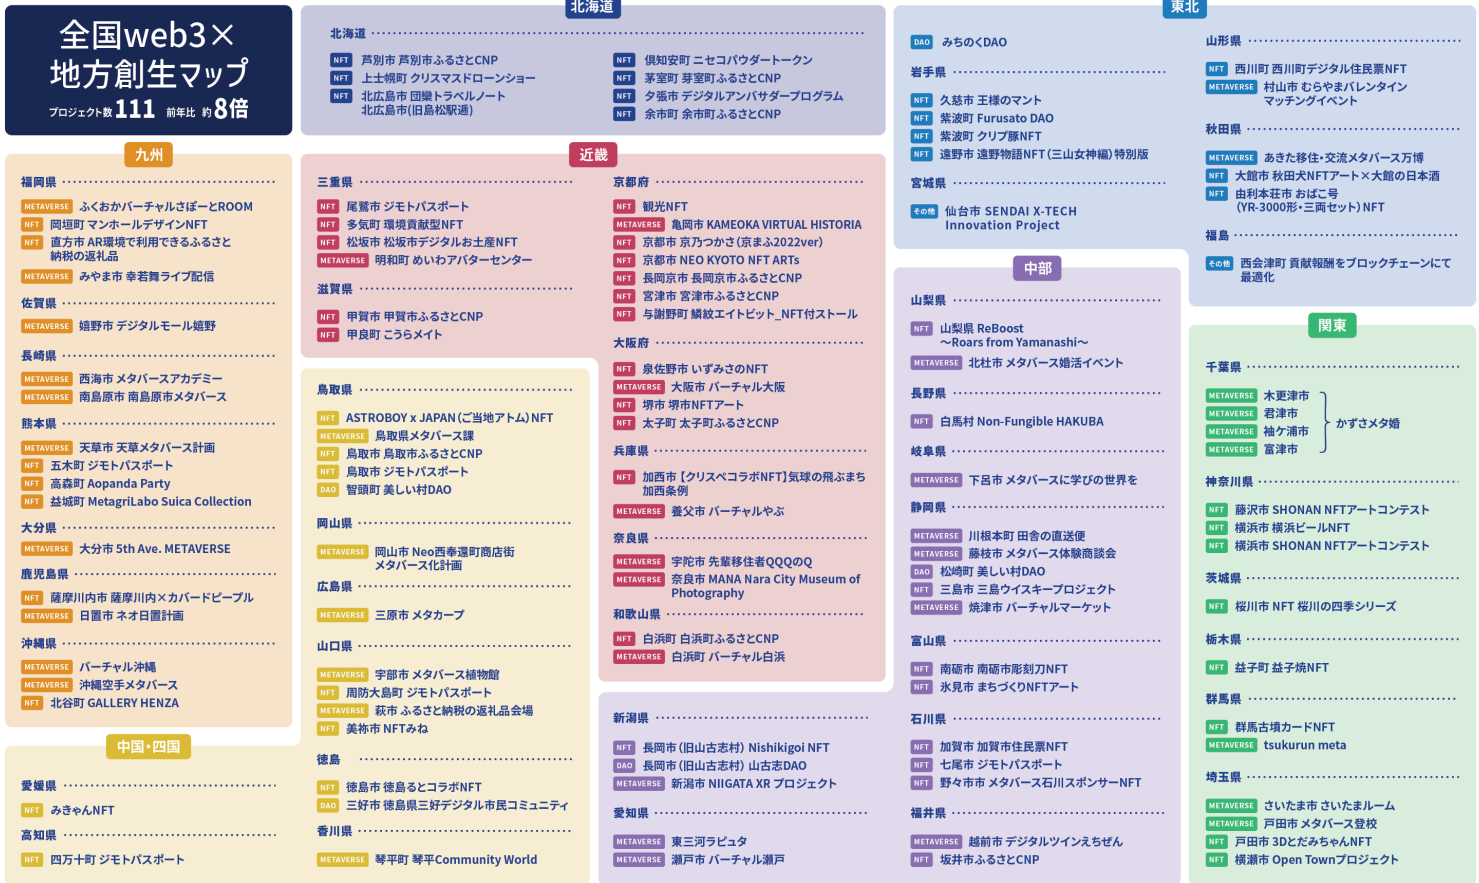 全国web3×
地方創生マップ
プロジェクト数 111 前年比 約8倍
北海道
北海道
NFT 芦別市 芦別市ふるさとCNP
NFT 上士幌町 クリスマスドローンショー
NFT 北広島市 団欒トラベルノート
北広島市(旧島松駅逓)
NFT 倶知安町 ニセコパウダートークン
NFT 芽室町 芽室町ふるさとCNP
NFT 夕張市 デジタルアンバサダープログラム
NFT 余市町 余市町ふるさとCNP
東北
DAO みちのくDAO
岩手県
NFT 久慈市 王様のマント
NFT 紫波町 Furusato DAO
NFT 紫波町 クリプ豚NFT
NFT 遠野市 遠野物語NFT(三山女神編)特別版
宮城県
その他 仙台市 SENDAI X-TECH
Innovation Project
山形県
NFT 西川町 西川町デジタル住民票NFT
METAVERSE 村山市 むらやまバレンタイン
マッチングイベント
秋田県
METAVERSE あきた移住・交流メタバース万博
NFT 大館市 秋田犬NFTアート×大館の日本酒
NFT 由利本荘市 おばこ号
(YR-3000形・三両セット)NFT
福島
その他 西会津町 貢献報酬をブロックチェーンにて
最適化
九州
福岡県
METAVERSE ふくおかバーチャルさぽーとROOM
NFT 岡垣町 マンホールデザインNFT
NFT 直方市 AR環境で利用できるふるさと
納税の返礼品
METAVERSE みやま市 幸若舞ライブ配信
佐賀県
METAVERSE 嬉野市 デジタルモール嬉野
長崎県
METAVERSE 西海市 メタバースアカデミー
METAVERSE 南島原市 南島原市メタバース
熊本県
METAVERSE 天草市 天草メタバース計画
NFT 五木町 ジモトパスポート
NFT 高森町 Aopanda Party
NFT 益城町 MetagriLabo Suica Collection
大分県
METAVERSE 大分市 5th Ave. METAVERSE
鹿児島県
NFT 薩摩川内市 薩摩川内×カバードピープル
METAVERSE 日置市 ネオ日置計画
沖縄県
METAVERSE バーチャル沖縄
METAVERSE 沖縄空手メタバース
NFT 北谷町 GALLERY HENZA
近畿
三重県
NFT 尾鷲市 ジモトパスポート
NFT 多気町 環境貢献型NFT
NFT 松坂市 松坂市デジタルお土産NFT
METAVERSE 明和町 めいわアバターセンター
滋賀県
NFT 甲賀市 甲賀市ふるさとCNP
NFT 甲良町 こうらメイト
京都府
NFT 観光NFT
METAVERSE 亀岡市 KAMEOKA VIRTUAL HISTORIA
NFT 京都市 京乃つかさ(京まふ2022ver)
NFT 京都市 NEO KYOTO NFT ARTs
NFT 長岡京市 長岡京市ふるさとCNP
NFT 宮津市 宮津市ふるさとCNP
NFT 与謝野町 鱗紋エイトビット_NFT付ストール
大阪府
NFT 泉佐野市 いずみさのNFT
METAVERSE 大阪市 バーチャル大阪
NFT 堺市 堺市NFTアート
NFT 太子町 太子町ふるさとCNP
兵庫県
NFT 加西市 【クリスペコラボNFT】気球の飛ぶまち
加西条例
METAVERSE 養父市 バーチャルやぶ
奈良県
METAVERSE 宇陀市 先輩移住者QQQのQ
METAVERSE 奈良市 MANA Nara City Museum of
Photography
和歌山県
NFT 白浜町 白浜町ふるさとCNP
METAVERSE 白浜町 バーチャル白浜
中国・四国
愛媛県
NFT みきゃんNFT
高知県
NFT 四万十町 ジモトパスポート
鳥取県
NFT ASTROBOY x JAPAN(ご当地アトム)NFT
METAVERSE 鳥取県メタバース課
NFT 鳥取市 鳥取市ふるさとCNP
NFT 鳥取市 ジモトパスポート
DAO 智頭町 美しい村DAO
岡山県
METAVERSE 岡山市 Neo西奉還町商店街
メタバース化計画
広島県
METAVERSE 三原市 メタカープ
山口県
METAVERSE 宇部市 メタバース植物館
NFT 周防大島町 ジモトパスポート
METAVERSE 萩市 ふるさと納税の返礼品会場
NFT 美祢市 NFTみね
徳島
NFT 徳島市 徳島るとコラボNFT
DAO 三好市 徳島県三好デジタル市民コミュニティ
香川県
METAVERSE 琴平町 琴平Community World
中部
新潟県
NFT 長岡市(旧山古志村) Nishikigoi NFT
DAO 長岡市(旧山古志村) 山古志DAO
METAVERSE 新潟市 NIIGATA XR プロジェクト
愛知県
METAVERSE 東三河ラピュタ
METAVERSE 瀬戸市 バーチャル瀬戸
山梨県
NFT 山梨県 ReBoost
～Roars from Yamanashi～
METAVERSE 北杜市 メタバース婚活イベント
長野県
NFT 白馬村 Non-Fungible HAKUBA
岐阜県
METAVERSE 下呂市 メタバースに学びの世界を
静岡県
METAVERSE 川根本町 田舎の直送便
METAVERSE 藤枝市 メタバース体験商談会
DAO 松崎町 美しい村DAO
NFT 三島市 三島ウイスキープロジェクト
METAVERSE 焼津市 バーチャルマーケット
富山県
NFT 南砺市 南砺市彫刻刀NFT
NFT 氷見市 まちづくりNFTアート
石川県
NFT 加賀市 加賀市住民票NFT
NFT 七尾市 ジモトパスポート
NFT 野々市市 メタバース石川スポンサーNFT
福井県
METAVERSE 越前市 デジタルツインえちぜん
NFT 坂井市ふるさとCNP
関東
千葉県
METAVERSE 木更津市
METAVERSE 君津市
METAVERSE 袖ケ浦市
METAVERSE 富津市
かずさメタ婚
神奈川県
NFT 藤沢市 SHONAN NFTアートコンテスト
NFT 横浜市 横浜ビールNFT
NFT 横浜市 SHONAN NFTアートコンテスト
茨城県
NFT 桜川市 NFT 桜川の四季シリーズ
栃木県
NFT 益子町 益子焼NFT
群馬県
NFT 群馬古墳カードNFT
METAVERSE tsukurun meta
埼玉県
METAVERSE さいたま市 さいたまルーム
METAVERSE 戸田市 メタバース登校
NFT 戸田市 3DとだみちゃんNFT
NFT 横瀬市 Open Townプロジェクト